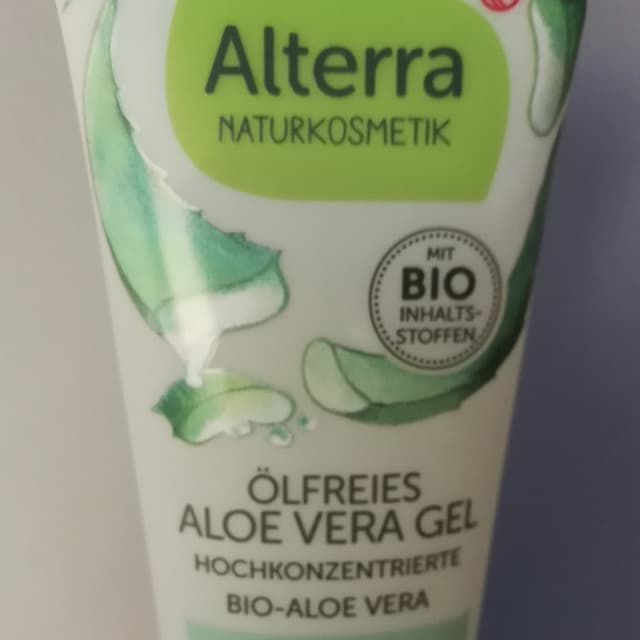 Alterra
NATURKOSMETIK
MIT
BIO
INHALTS-
STOFFEN
ÖLFREIES
ALOE VERA GEL
HOCHKONZENTRIERTE
BIO-ALOE VERA